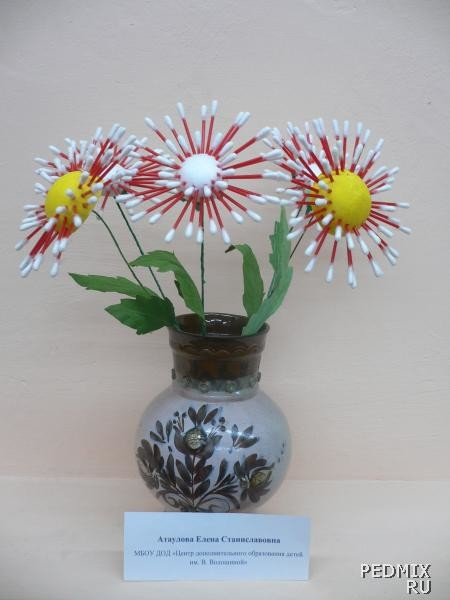 Атаулова Елена Станиславовна
МБОУ ДОД «Центр дополнительного образования детей
им. В. Волошиной»
PEDMIX
RU